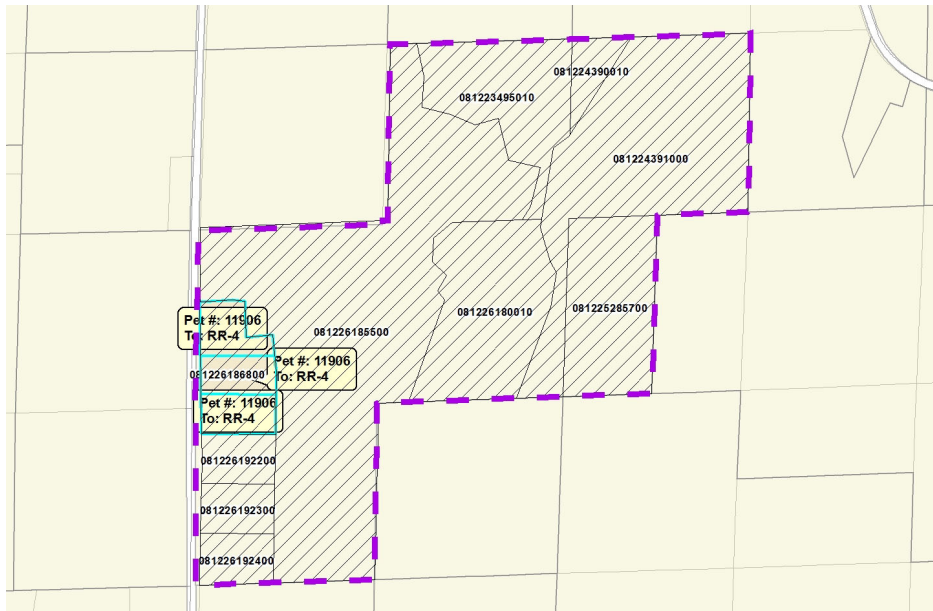 081224390010
081223495010
081224391000
081225285700
081226180010
Pet #: 11906
To: RR-4
081226185500
Pet #: 11906
To: RR-4
081226186800
Pet #: 11906
To: RR-4
081226192200
081226192300
081226192400